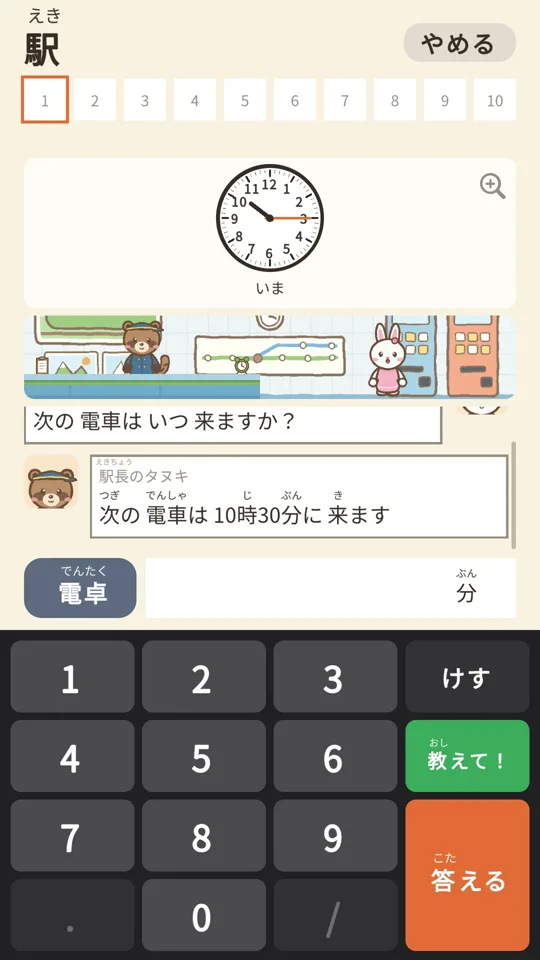 えき
駅
やめる
1 2 3 4 5 6 7 8 9 10
12
1
2
3
4
5
6
7
8
9
10
11
いま
次の 電車は いつ 来ますか？
えきちょう
駅長のタヌキ
つぎ でんしゃ じ ぷん き
次の 電車は 10時30分に 来ます
でんたく
電卓
ぶん
分
1 2 3 けす
4 5 6
おし
教えて！
7 8 9
こた
答える
. 0 /